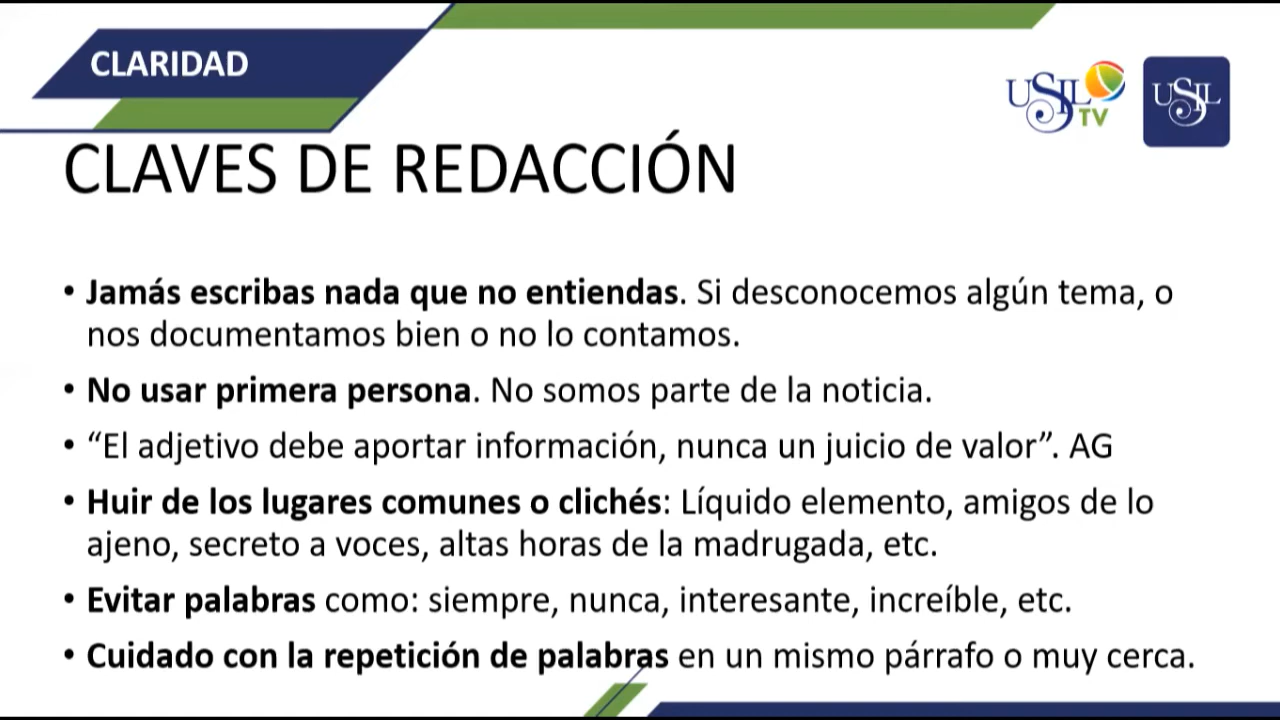 CLARIDAD
USIL
TV
USIL
CLAVES DE REDACCIÓN
• Jamás escribas nada que no entiendas. Si desconocemos algún tema, o
nos documentamos bien o no lo contamos.
• No usar primera persona. No somos parte de la noticia.
• “El adjetivo debe aportar información, nunca un juicio de valor”. AG
• Huir de los lugares comunes o clichés: Líquido elemento, amigos de lo
ajeno, secreto a voces, altas horas de la madrugada, etc.
• Evitar palabras como: siempre, nunca, interesante, increíble, etc.
• Cuidado con la repetición de palabras en un mismo párrafo o muy cerca.